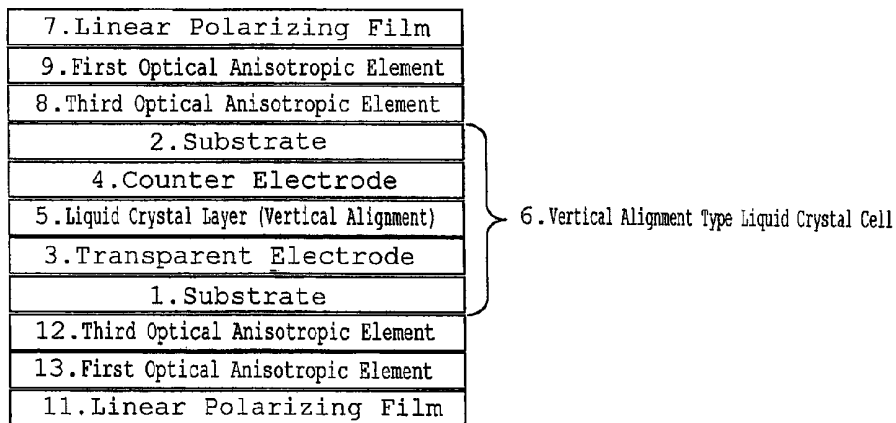 7.Linear Polarizing Film
9.First Optical Anisotropic Element
8.Third Optical Anisotropic Element
2.Substrate
4.Counter Electrode
5.Liquid Crystal Layer (Vertical Alignment)
6.Vertical Alignment Type Liquid Crystal Cell
3.Transparent Electrode
1.Substrate
12.Third Optical Anisotropic Element
13.First Optical Anisotropic Element
11.Linear Polarizing Film